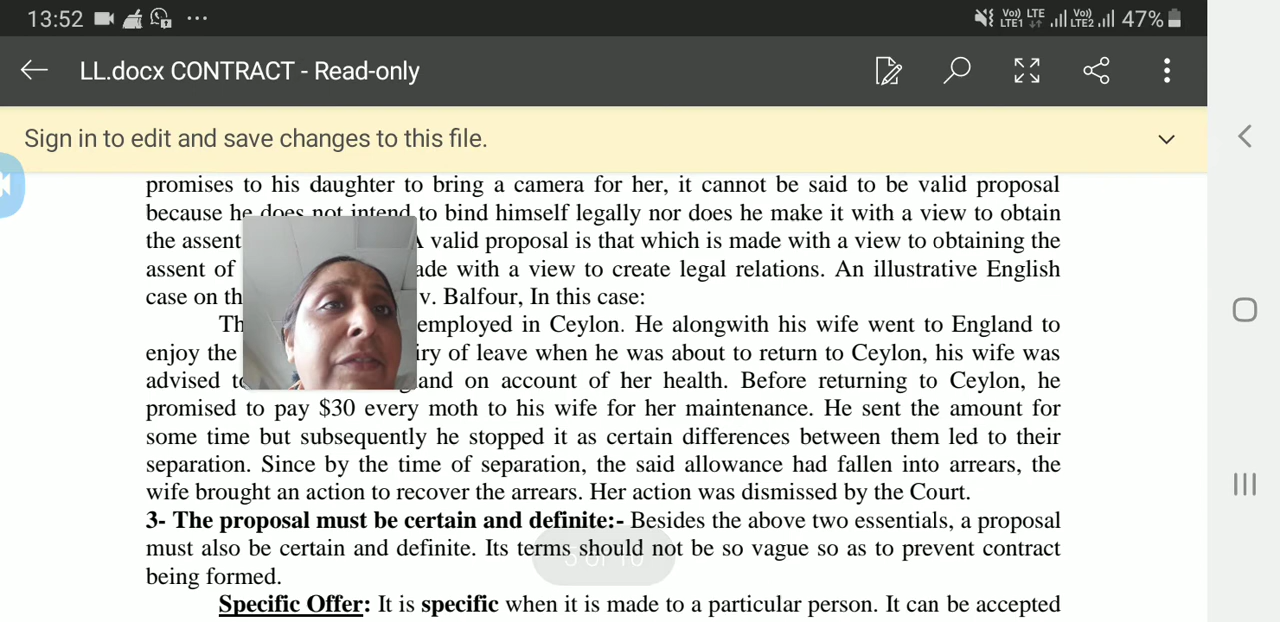 13:52 ... Vo)) LTE1 LTE Vo)) LTE2 47%
LL.docx CONTRACT - Read-only
Sign in to edit and save changes to this file.
promises to his daughter to bring a camera for her, it cannot be said to be valid proposal
because he does not intend to bind himself legally nor does he make it with a view to obtain
the assent A valid proposal is that which is made with a view to obtaining the
assent of with a view to create legal relations. An illustrative English
case on v. Balfour, In this case:
employed in Ceylon. He alongwith his wife went to England to
enjoy the of leave when he was about to return to Ceylon, his wife was
advised on account of her health. Before returning to Ceylon, he
promised to pay $30 every moth to his wife for her maintenance. He sent the amount for
some time but subsequently he stopped it as certain differences between them led to their
separation. Since by the time of separation, the said allowance had fallen into arrears, the
wife brought an action to recover the arrears. Her action was dismissed by the Court.
3- The proposal must be certain and definite:- Besides the above two essentials, a proposal
must also be certain and definite. Its terms should not be so vague so as to prevent contract
being formed.
Specific Offer: It is specific when it is made to a particular person. It can be accepted